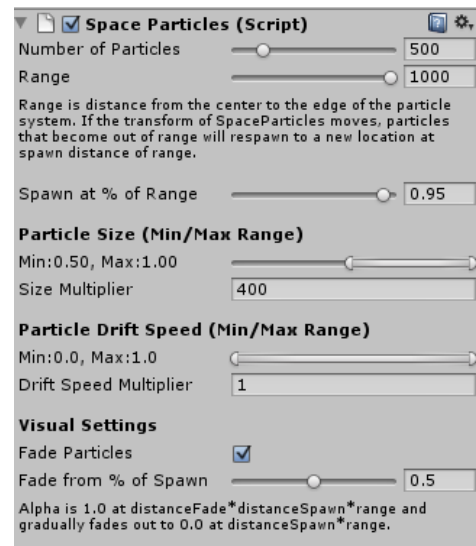 Space Particles (Script)
Number of Particles 500
Range 1000
Range is distance from the center to the edge of the particle
system. If the transform of SpaceParticles moves, particles
that become out of range will respawn to a new location at
spawn distance of range.
Spawn at % of Range 0.95
Particle Size (Min/Max Range)
Min:0.50, Max:1.00
Size Multiplier 400
Particle Drift Speed (Min/Max Range)
Min:0.0, Max:1.0
Drift Speed Multiplier 1
Visual Settings
Fade Particles
Fade from % of Spawn 0.5
Alpha is 1.0 at distanceFade*distanceSpawn*range and
gradually fades out to 0.0 at distanceSpawn*range.